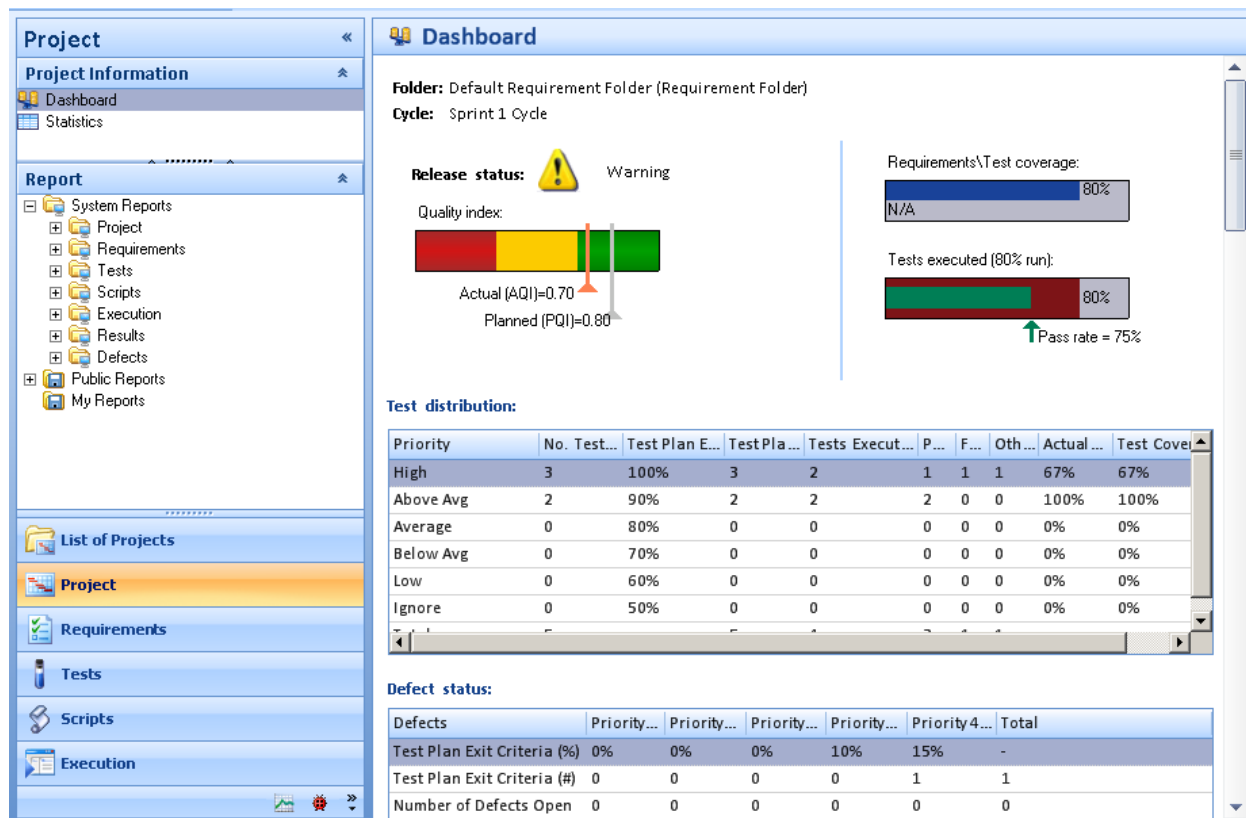 Project «
Project Information
Dashboard
Statistics
Report
System Reports
Project
Requirements
Tests
Scripts
Execution
Results
Defects
Public Reports
My Reports
List of Projects
Project
Requirements
Tests
Scripts
Execution
Dashboard
Folder: Default Requirement Folder (Requirement Folder)
Cycle: Sprint 1 Cycle
Release status: Warning
Quality index:
Actual (AQI)=0.70
Planned (PQI)=0.80
Requirements\Test coverage:
80%
N/A
Tests executed (80% run):
80%
Pass rate = 75%
Test distribution:
Priority No. Test... Test Plan E... Test Pla... Tests Execut... P... F... Oth... Actual ... Test Cover
High 3 100% 3 2 1 1 1 67% 67%
Above Avg 2 90% 2 2 2 0 0 100% 100%
Average 0 80% 0 0 0 0 0 0% 0%
Below Avg 0 70% 0 0 0 0 0 0% 0%
Low 0 60% 0 0 0 0 0 0% 0%
Ignore 0 50% 0 0 0 0 0 0% 0%
Defect status:
Defects Priority... Priority... Priority... Priority... Priority 4... Total
Test Plan Exit Criteria (%) 0% 0% 0% 10% 15% -
Test Plan Exit Criteria (#) 0 0 0 0 1 1
Number of Defects Open 0 0 0 0 0 0